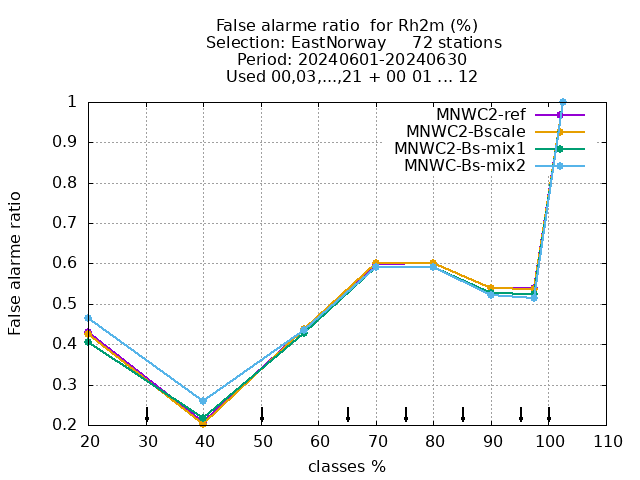 False alarme ratio  for Rh2m (%)
Selection: EastNorway     72 stations
Period: 20240601-20240630
Used 00,03,...,21 + 00 01 ... 12
MNWC2-ref
MNWC2-Bscale
MNWC2-Bs-mix1
MNWC-Bs-mix2
1
0.9
0.8
0.7
0.6
0.5
0.4
0.3
0.2
False alarme ratio
20 30 40 50 60 70 80 90 100 110
classes %